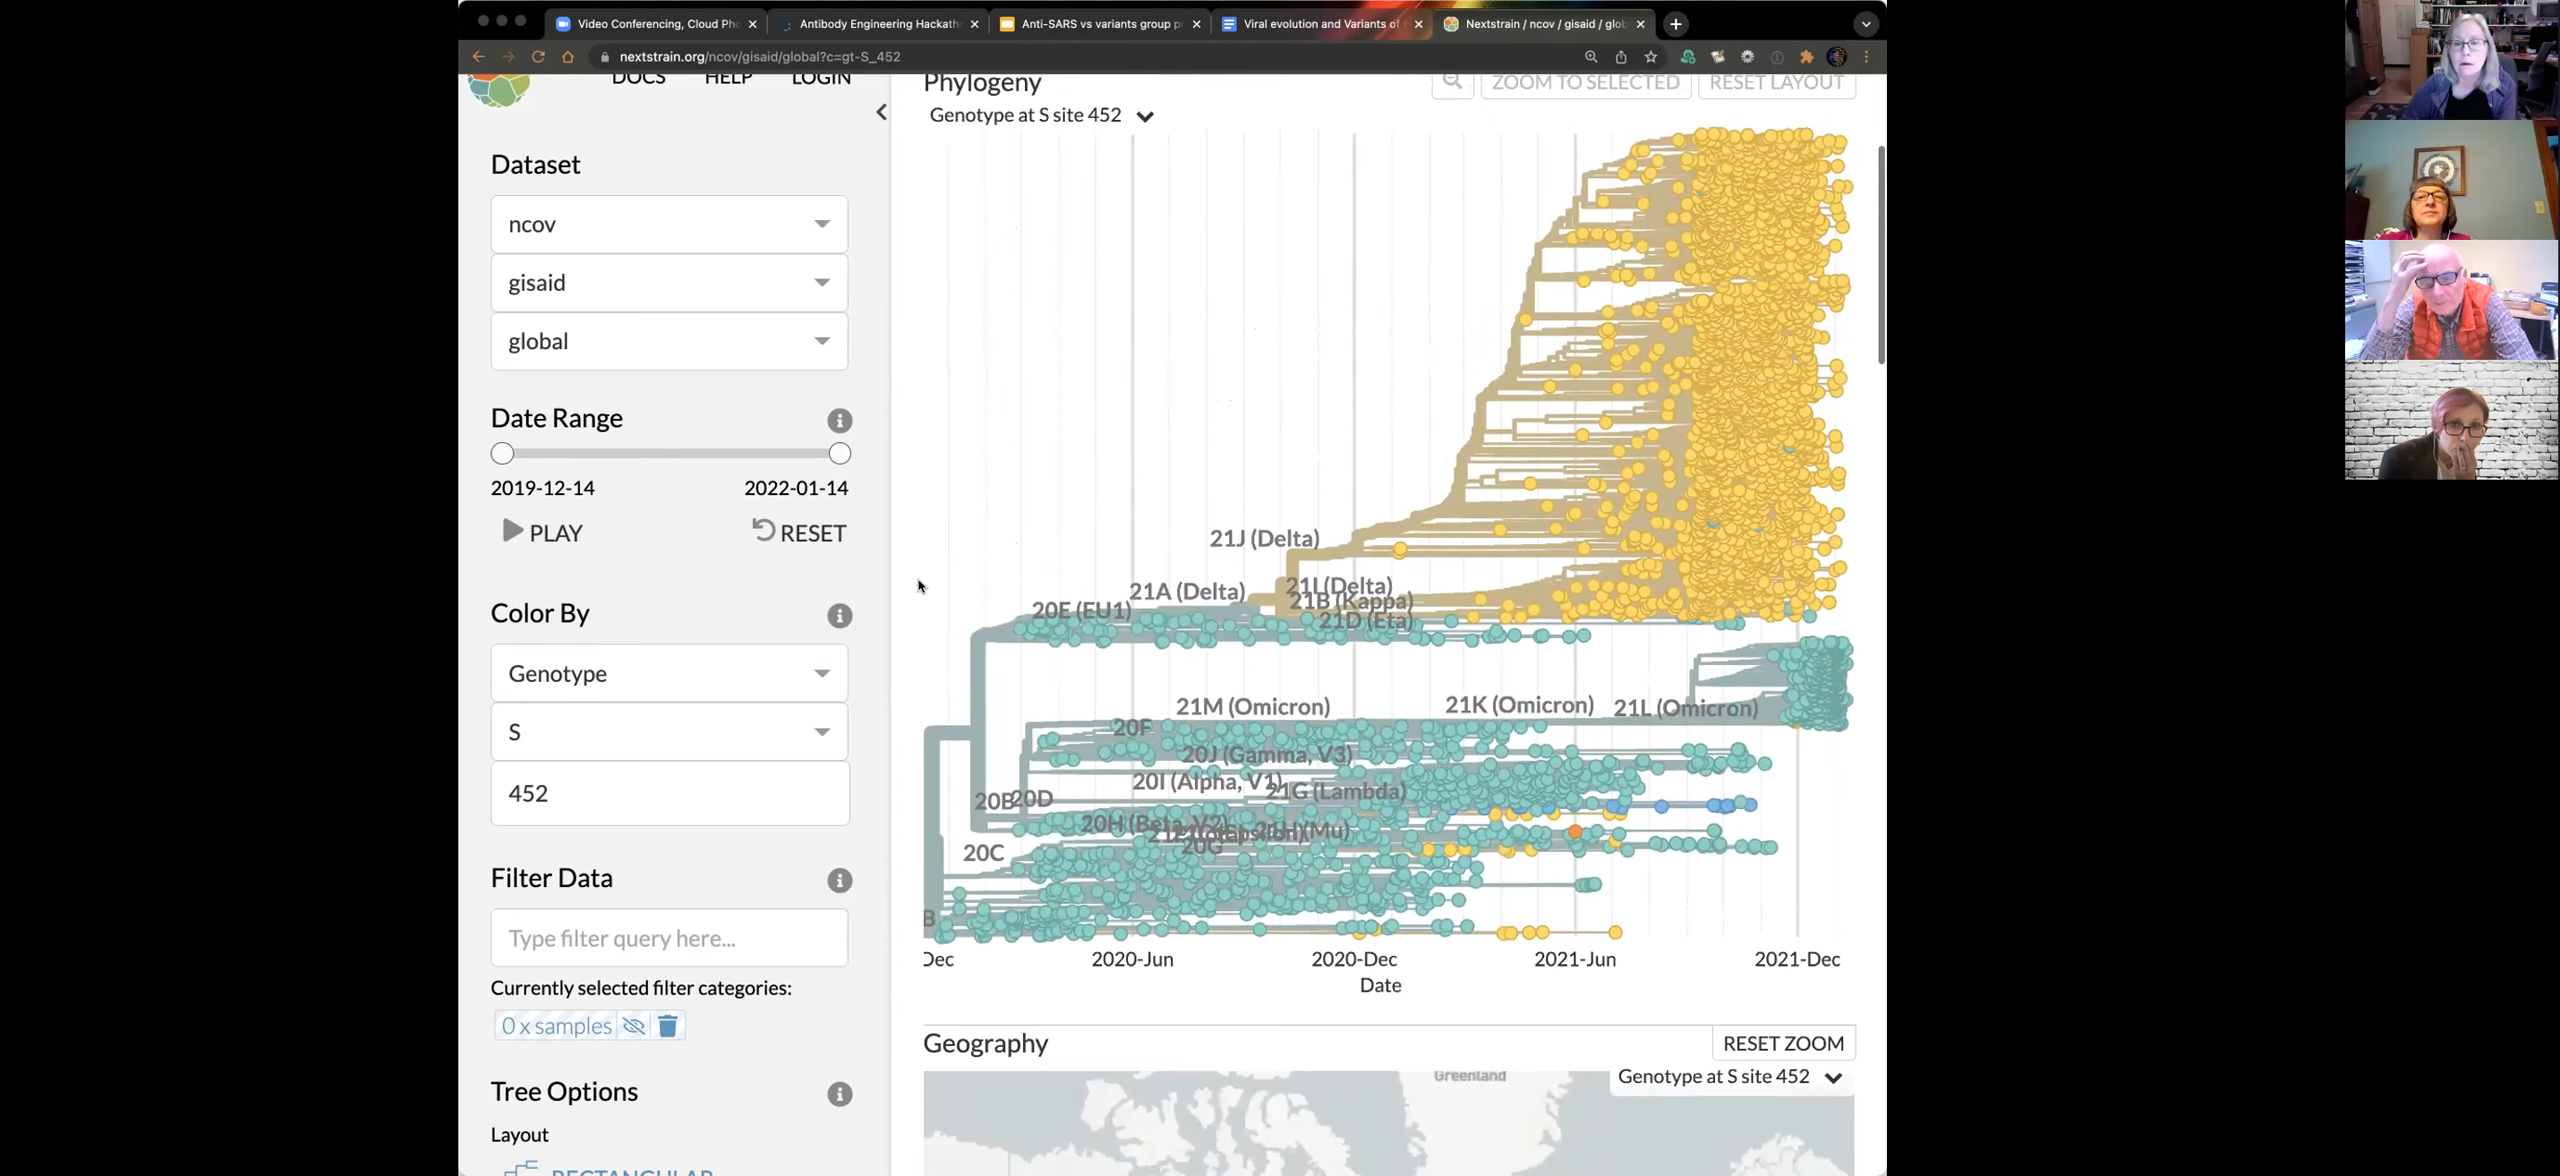 Video Conferencing, Cloud Pho
Antibody Engineering Hackath
Anti-SARS vs variants group p
Viral evolution and Variants of
Nextstrain / ncov / gisaid / glob
nextstrain.org/ncov/gisaid/global?c=gt-S_452
DOCS HELP LOGIN
Dataset
ncov
gisaid
global
Date Range
2019-12-14 2022-01-14
PLAY RESET
Color By
Genotype
S
452
Filter Data
Type filter query here...
Currently selected filter categories:
0 x samples
Tree Options
Layout
RECTANGULAR
Phylogeny
ZOOM TO SELECTED RESET LAYOUT
Genotype at S site 452
21J (Delta)
21A (Delta) 21I (Delta)
20E (EU1) 21B (Kappa)
21D (Eta)
21M (Omicron) 21K (Omicron) 21L (Omicron)
20F
20J (Gamma, V3)
20I (Alpha, V1) 21G (Lambda)
20B 20D
20H (Beta, V2) (Mu)
20G
20C
B
Dec 2020-Jun 2020-Dec 2021-Jun 2021-Dec
Date
Geography
RESET ZOOM
Greenland
Genotype at S site 452